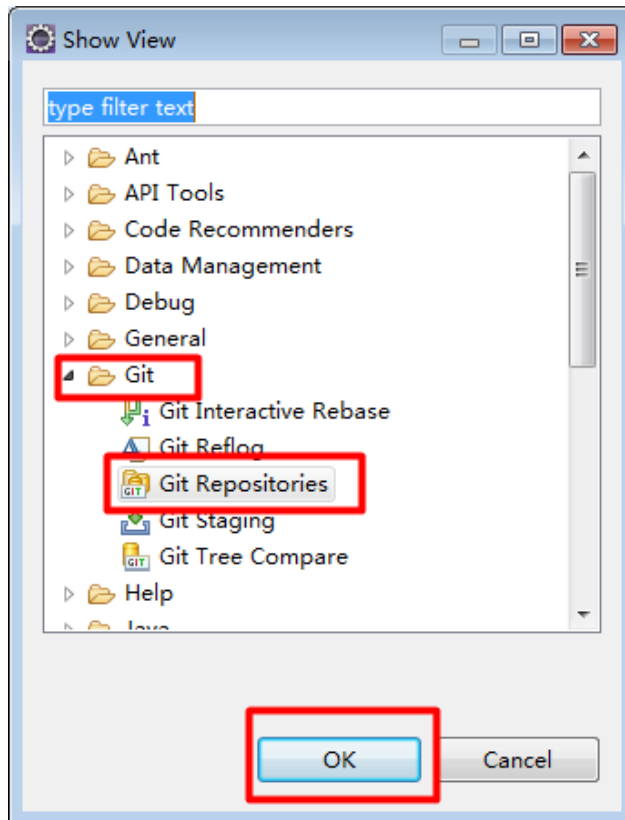 Show View
type filter text
Ant
API Tools
Code Recommenders
Data Management
Debug
General
Git
Git Interactive Rebase
Git Reflog
Git Repositories
Git Staging
Git Tree Compare
Help
Java
OK
Cancel